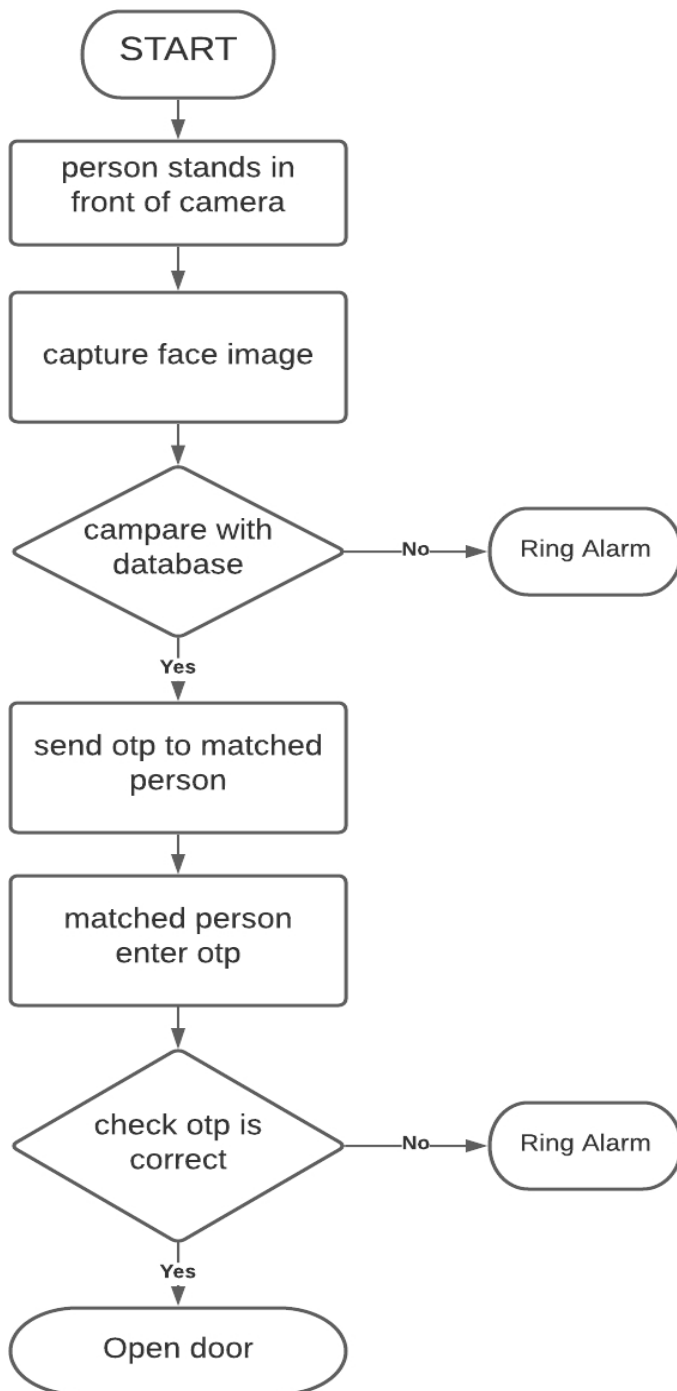 START
person stands in
front of camera
capture face image
campare with
database
No
Ring Alarm
Yes
send otp to matched
person
matched person
enter otp
check otp is
correct
No
Ring Alarm
Yes
Open door